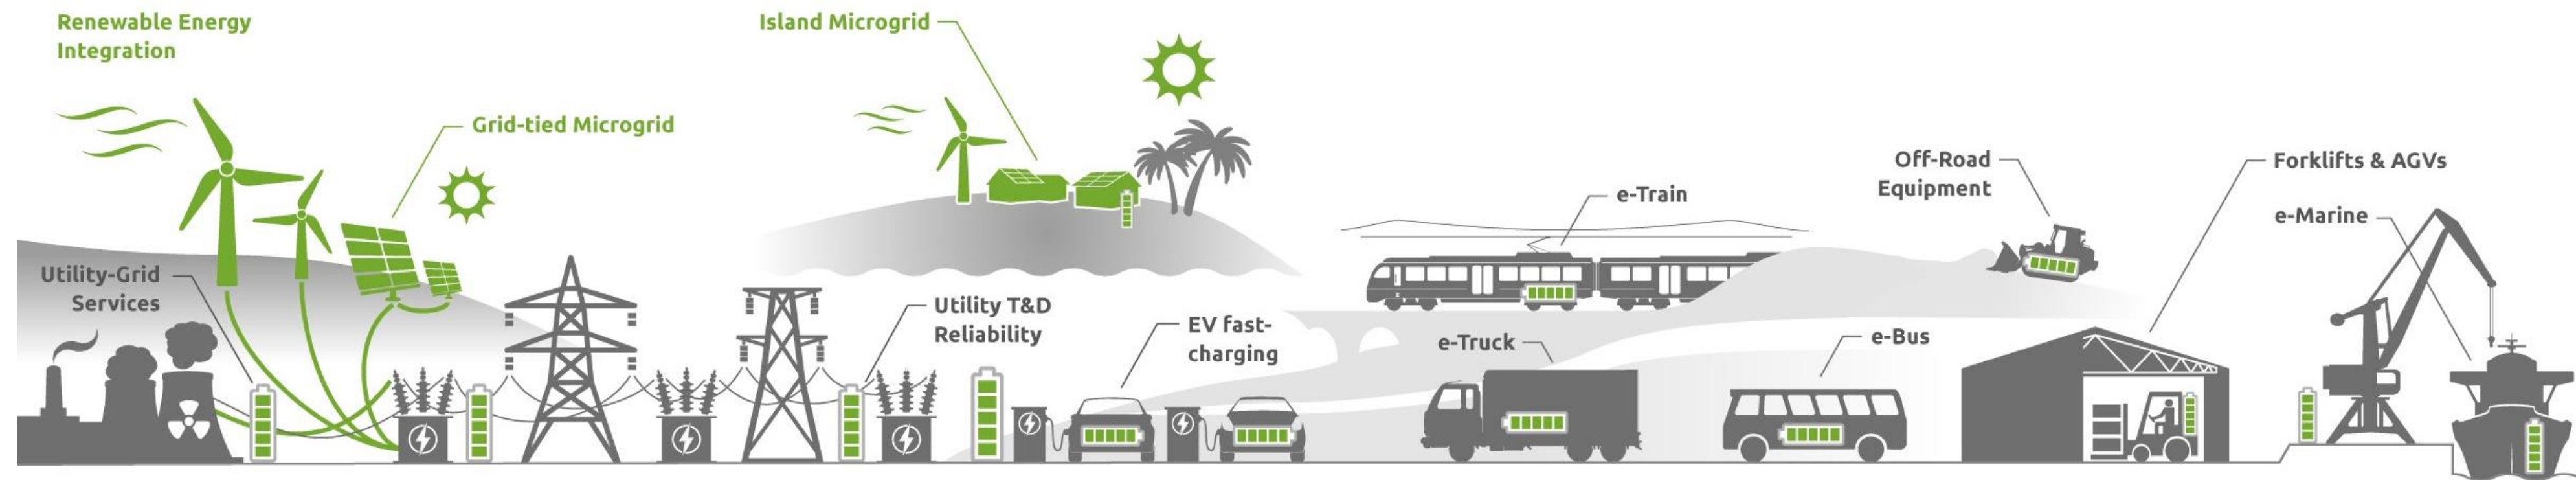 Renewable Energy
Integration
Grid-tied Microgrid
Utility-Grid
Services
Island Microgrid
Utility T&D
Reliability
EV fast-
charging
e-Train
e-Truck
e-Bus
Off-Road
Equipment
Forklifts & AGVs
e-Marine